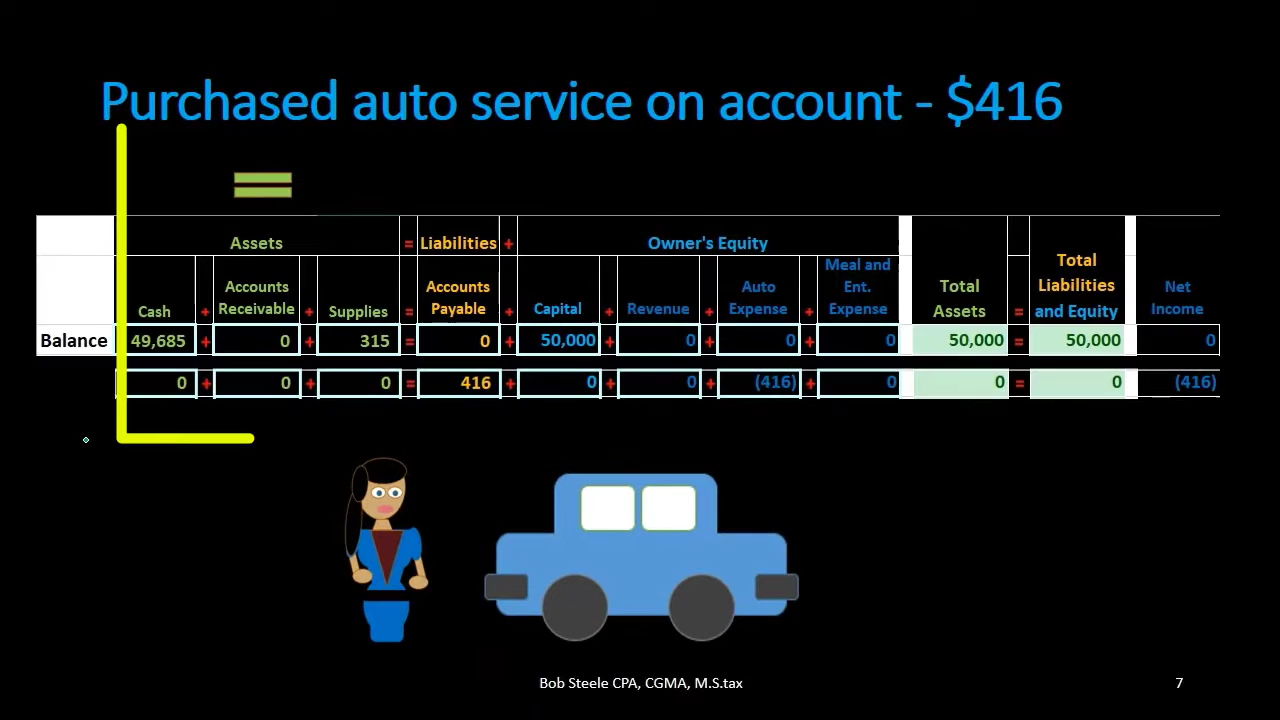 Purchased auto service on account - $416
Assets = Liabilities + Owner's Equity
Cash + Accounts Receivable + Supplies = Accounts Payable + Capital + Revenue + Auto Expense + Meal and Ent. Expense Total Assets = Total Liabilities and Equity Net Income
Balance 49,685 + 0 + 315 = 0 + 50,000 + 0 + 0 + 0 50,000 = 50,000 0
0 + 0 + 0 = 416 + 0 + 0 + (416) + 0 0 = 0 (416)
Bob Steele CPA, CGMA, M.S.tax 7